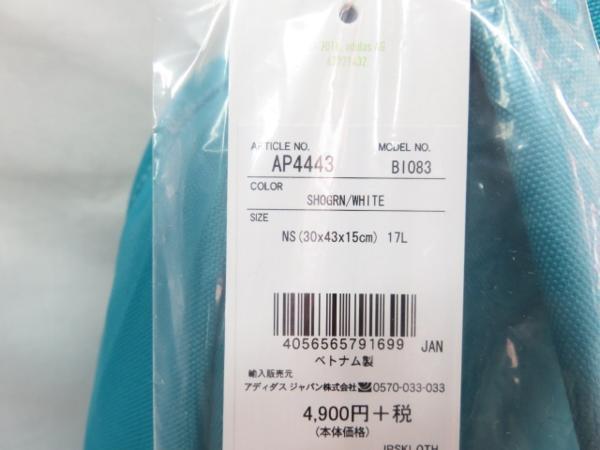 adidas AG
ARTICLE NO. MODEL NO.
AP4443 BI083
COLOR
SHOGRN/WHITE
SIZE
NS(30x43x15cm) 17L
4056565791699 JAN
ベトナム製
輸入販売元
アディダス ジャパン株式会社 0570-033-033
4,900円+税
(本体価格)